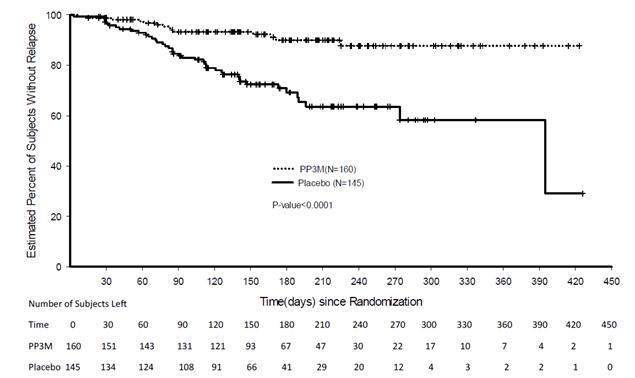 Estimated Percent of Subjects Without Relapse
100
80
60
40
20
0
PP3M(N=160)
Placebo (N=145)
P-value<0.0001
0 30 60 90 120 150 180 210 240 270 300 330 360 390 420 450
Time(days) since Randomization
Number of Subjects Left
Time 0 30 60 90 120 150 180 210 240 270 300 330 360 390 420 450
PP3M 160 151 143 131 121 93 67 47 30 22 17 10 7 4 2 1
Placebo 145 134 124 108 91 66 41 29 20 12 4 3 2 2 1 0